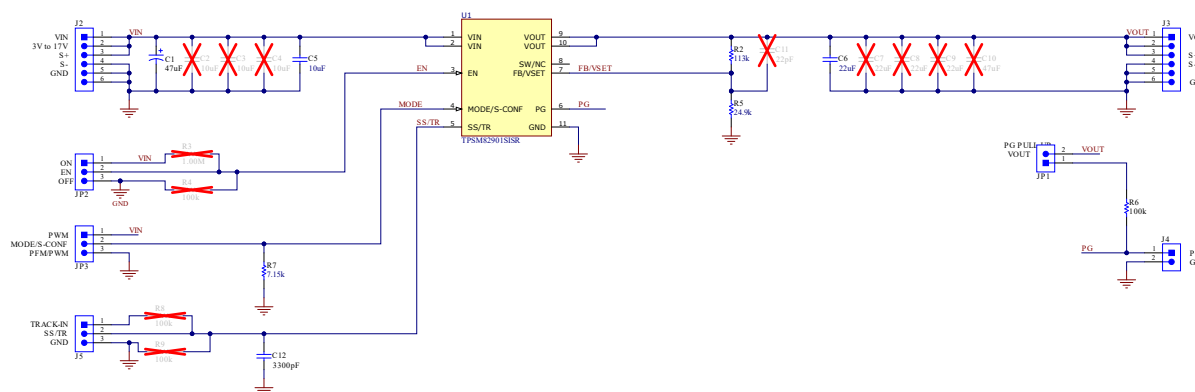 J2
VIN
3V to 17V
S+
S-
GND
1
2
3
4
5
6
VIN
C1
47uF
C2
10uF
C3
10uF
C4
10uF
C5
10uF
U1
1
2
3
4
5
VIN
VIN
EN
MODE/S-CONF
SS/TR
VOUT
VOUT
SW/NC
FB/VSET
PG
GND
9
10
8
7
6
11
TPSM82901SISR
EN
MODE
SS/TR
FB/VSET
PG
R2
113k
C11
22pF
R5
24.9k
C6
22uF
C7
22uF
C8
22uF
C9
22uF
C10
47uF
VOUT
J3
1
2
3
4
5
6
S+
S-
ON
EN
OFF
1
2
3
JP2
VIN
R3
1.00M
R4
100k
GND
PWM
MODE/S-CONF
PFM/PWM
1
2
3
JP3
VIN
R7
7.15k
TRACK-IN
SS/TR
GND
1
2
3
J5
R8
100k
R9
100k
C12
3300pF
PG PULL-UP
VOUT
2
1
JP1
VOUT
R6
100k
PG
J4
1
2